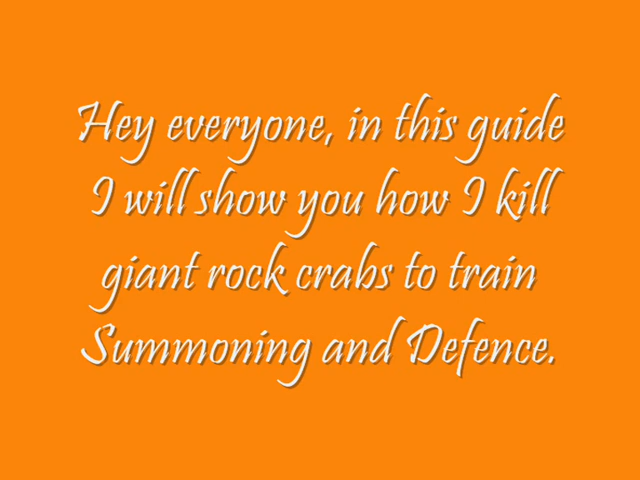 Hey everyone, in this guide
I will show you how I kill
giant rock crabs to train
Summoning and Defence.